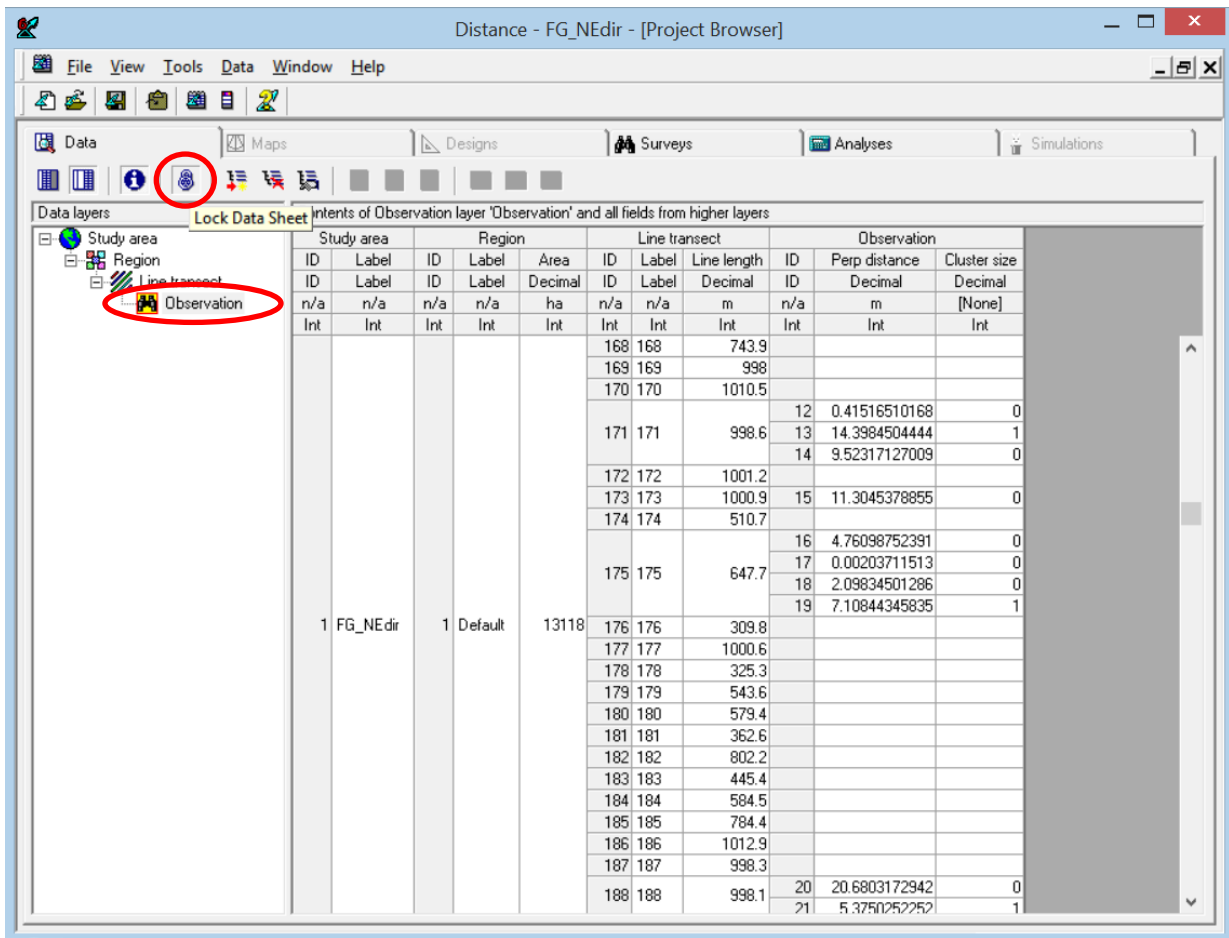 Distance - FG_NEdir - [Project Browser]
File View Tools Data Window Help
Data Maps Designs Surveys Analyses Simulations
Lock Data Sheet
Data layers
of Observation layer 'Observation' and all fields from higher layers
Study area
Region
Line transect
Observation
Study area Region Line transect Observation
ID Label ID Label Area ID Label Line length ID Perp distance Cluster size
ID Label ID Label Decimal ID Label Decimal ID Decimal Decimal
n/a n/a n/a n/a ha n/a n/a m n/a m [None]
Int Int Int Int Int Int Int Int Int Int Int
168 168 743.9
169 169 998
170 170 1010.5
12 0.41516510168 0
171 171 998.6 13 14.3984504444 1
14 9.52317127009 0
172 172 1001.2
173 173 1000.9 15 11.3045378855 0
174 174 510.7
16 4.76098752391 0
17 0.00203711513 0
175 175 647.7
18 2.09834501286 0
19 7.10844345835 1
1 FG_NEdir 1 Default 13118 176 176 309.8
177 177 1000.6
178 178 325.3
179 179 543.6
180 180 579.4
181 181 362.6
182 182 802.2
183 183 445.4
184 184 584.5
185 185 784.4
186 186 1012.9
187 187 998.3
188 188 998.1 20 20.6803172942 0
21 5.3750252252 1